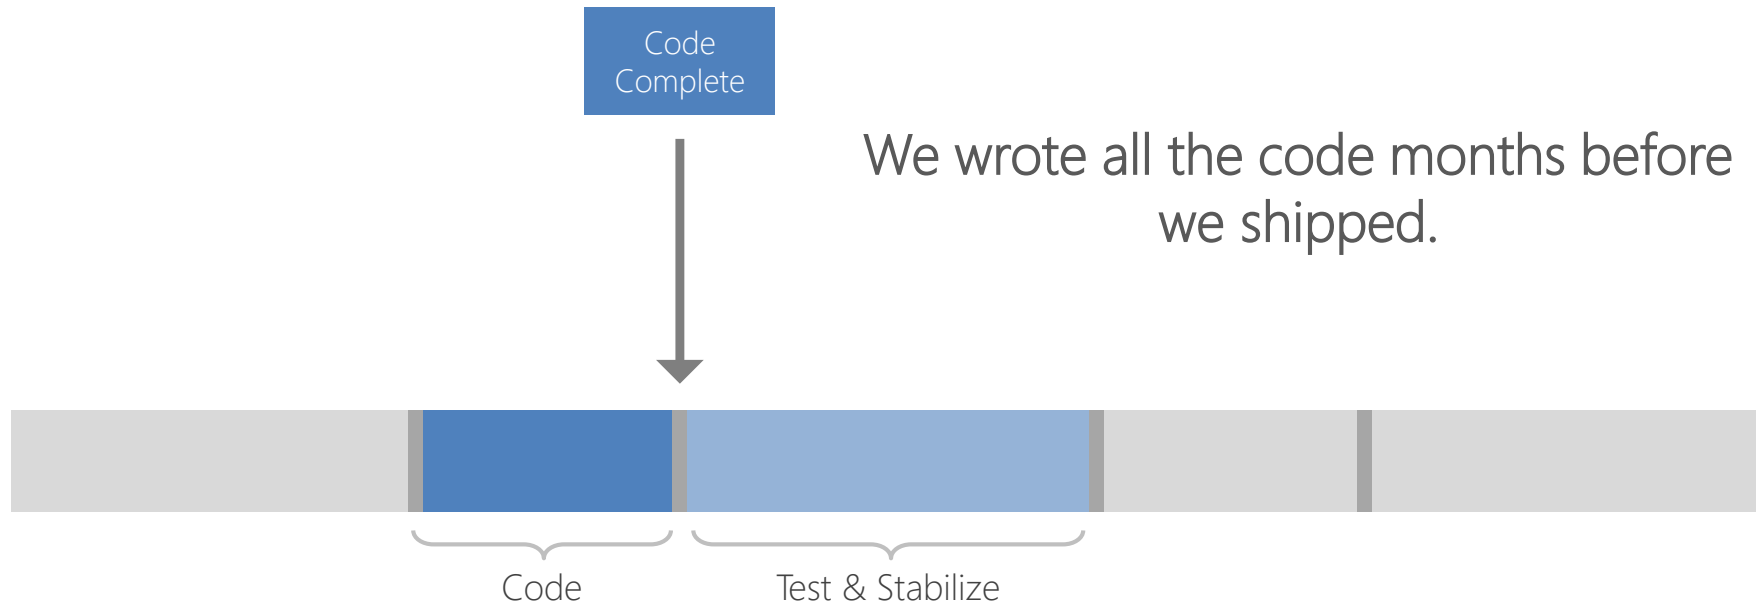 Code
Complete
We wrote all the code months before
we shipped.
Code
Test & Stabilize